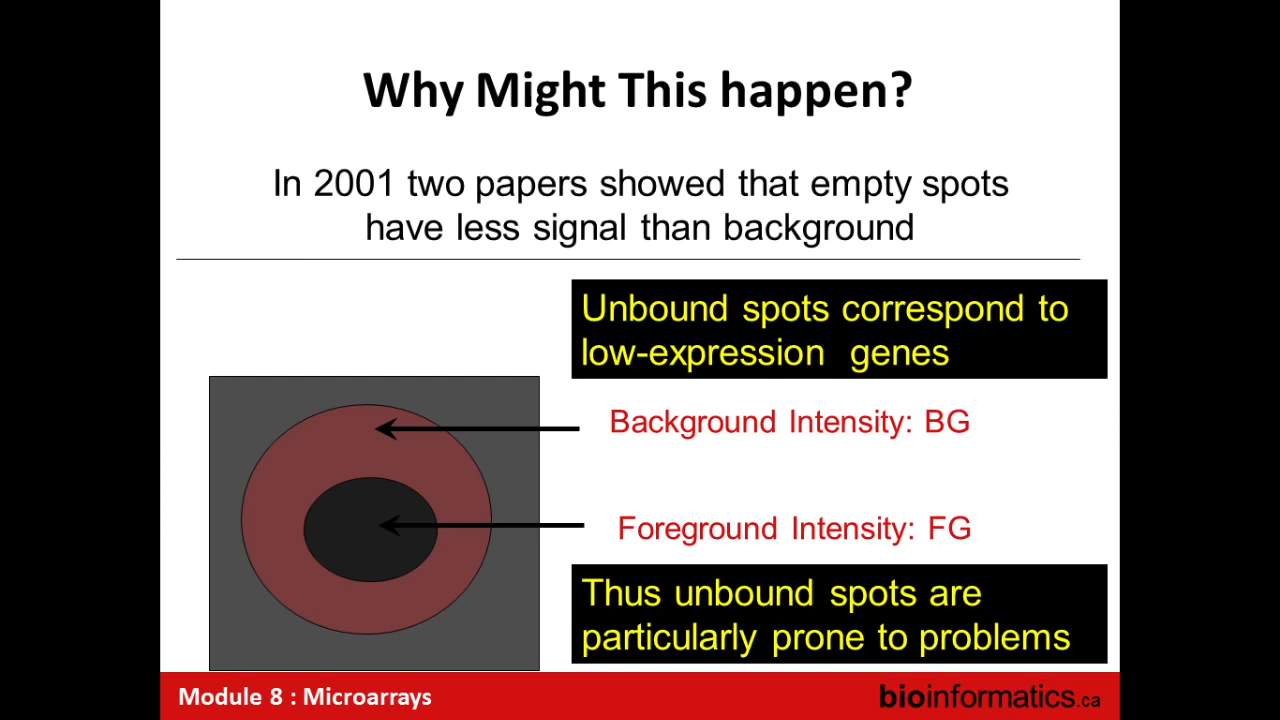 Why Might This happen?
In 2001 two papers showed that empty spots
have less signal than background
Unbound spots correspond to
low-expression genes
Background Intensity: BG
Foreground Intensity: FG
Thus unbound spots are
particularly prone to problems
Module 8 : Microarrays
bioinformatics.ca